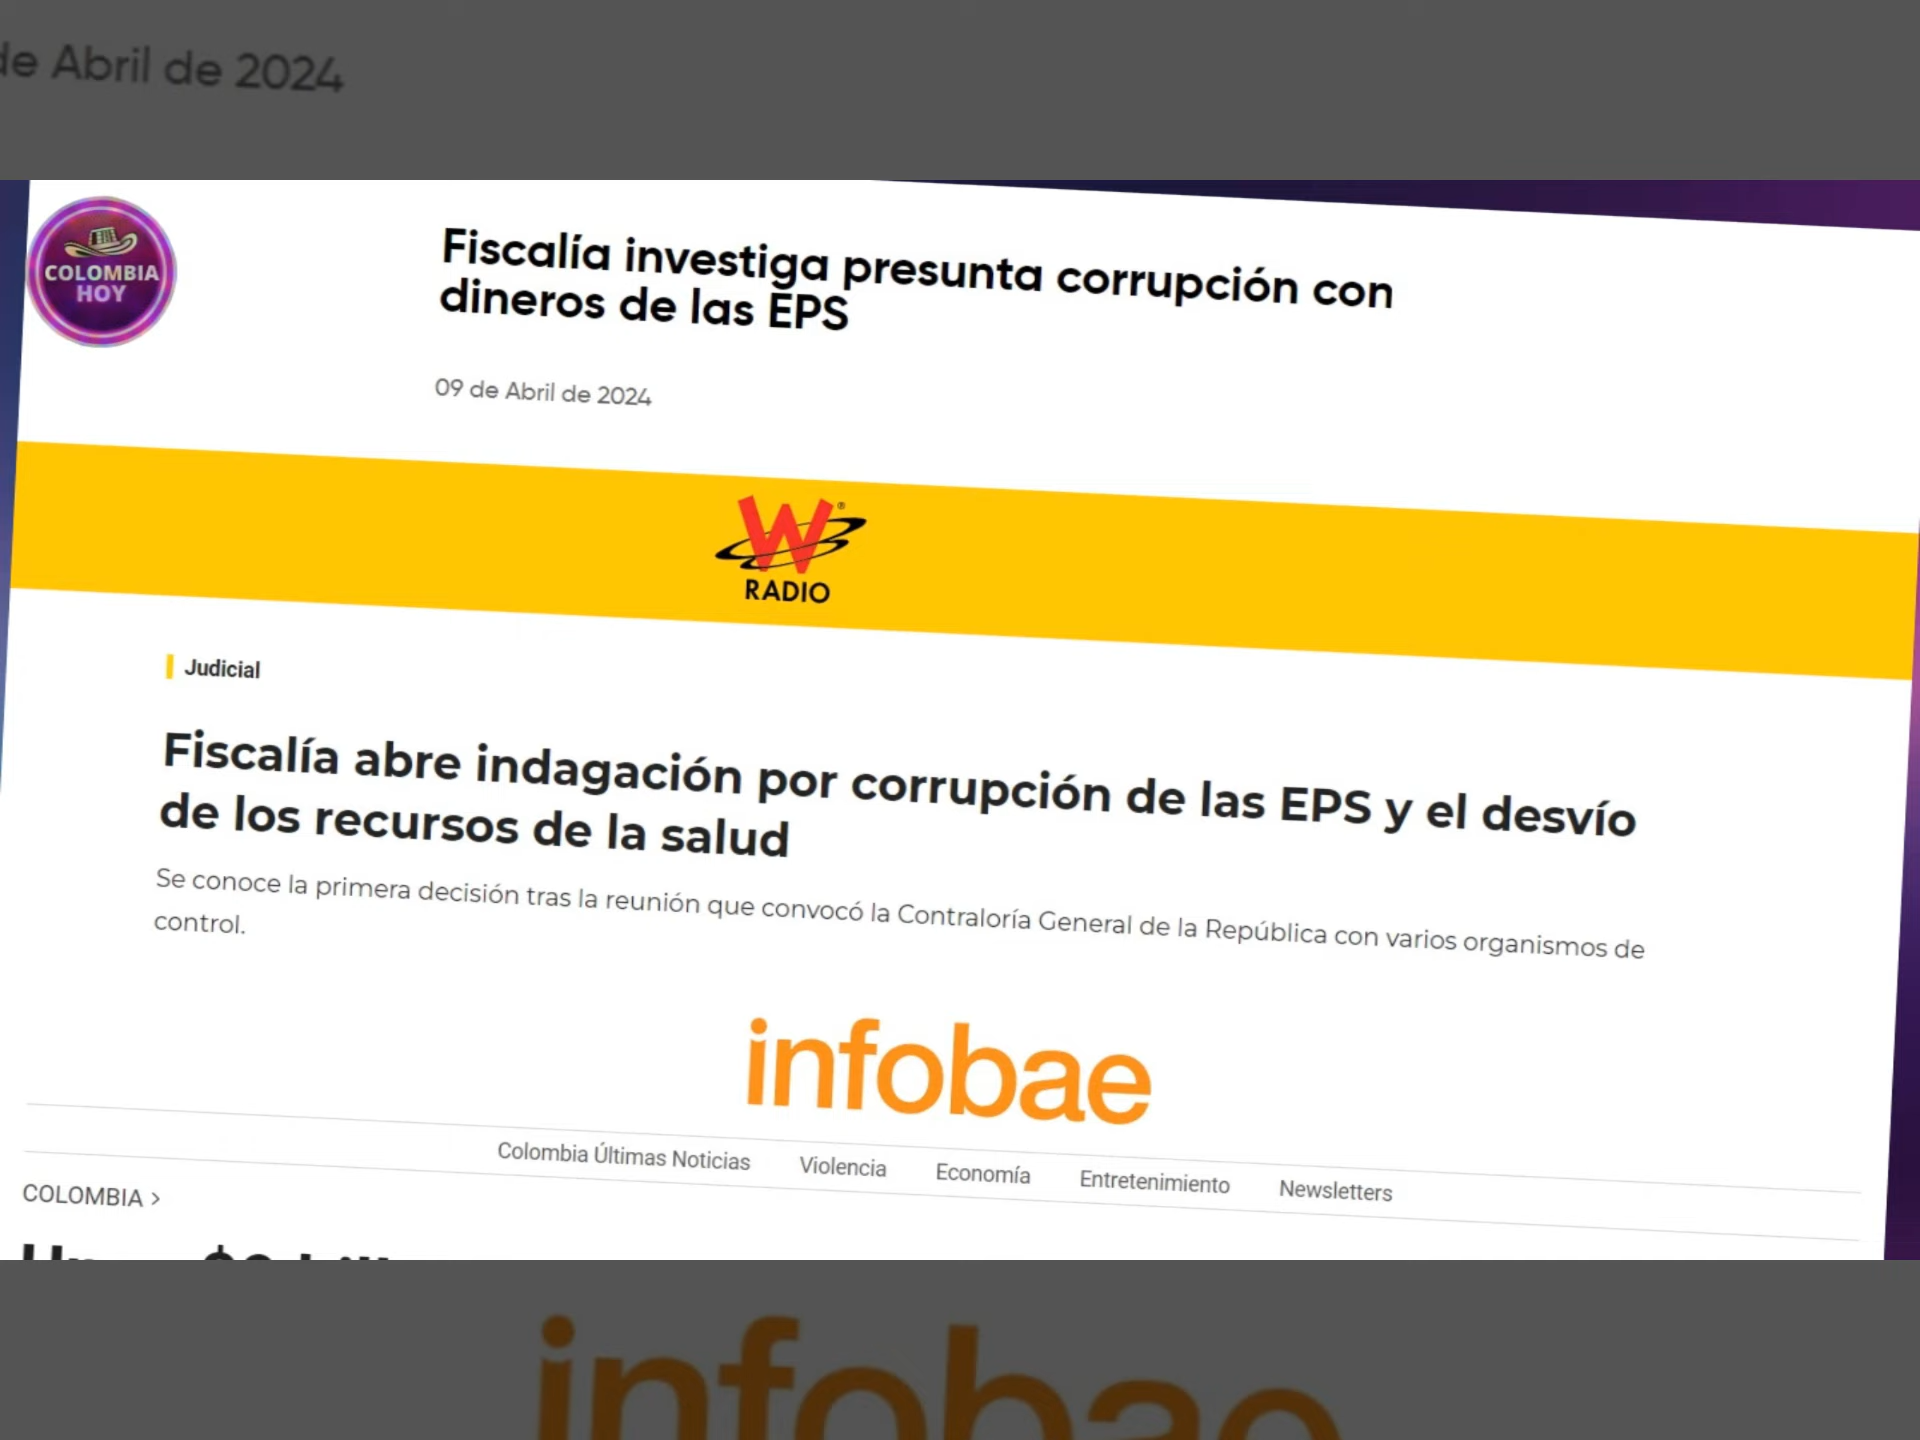 de Abril de 2024
COLOMBIA
HOY
Fiscalía investiga presunta corrupción con
dineros de las EPS
09 de Abril de 2024
W
RADIO
Judicial
Fiscalía abre indagación por corrupción de las EPS y el desvío
de los recursos de la salud
Se conoce la primera decisión tras la reunión que convocó la Contraloría General de la República con varios organismos de
control.
infobae
Colombia Últimas Noticias Violencia Economía Entretenimiento Newsletters
COLOMBIA >
infobae